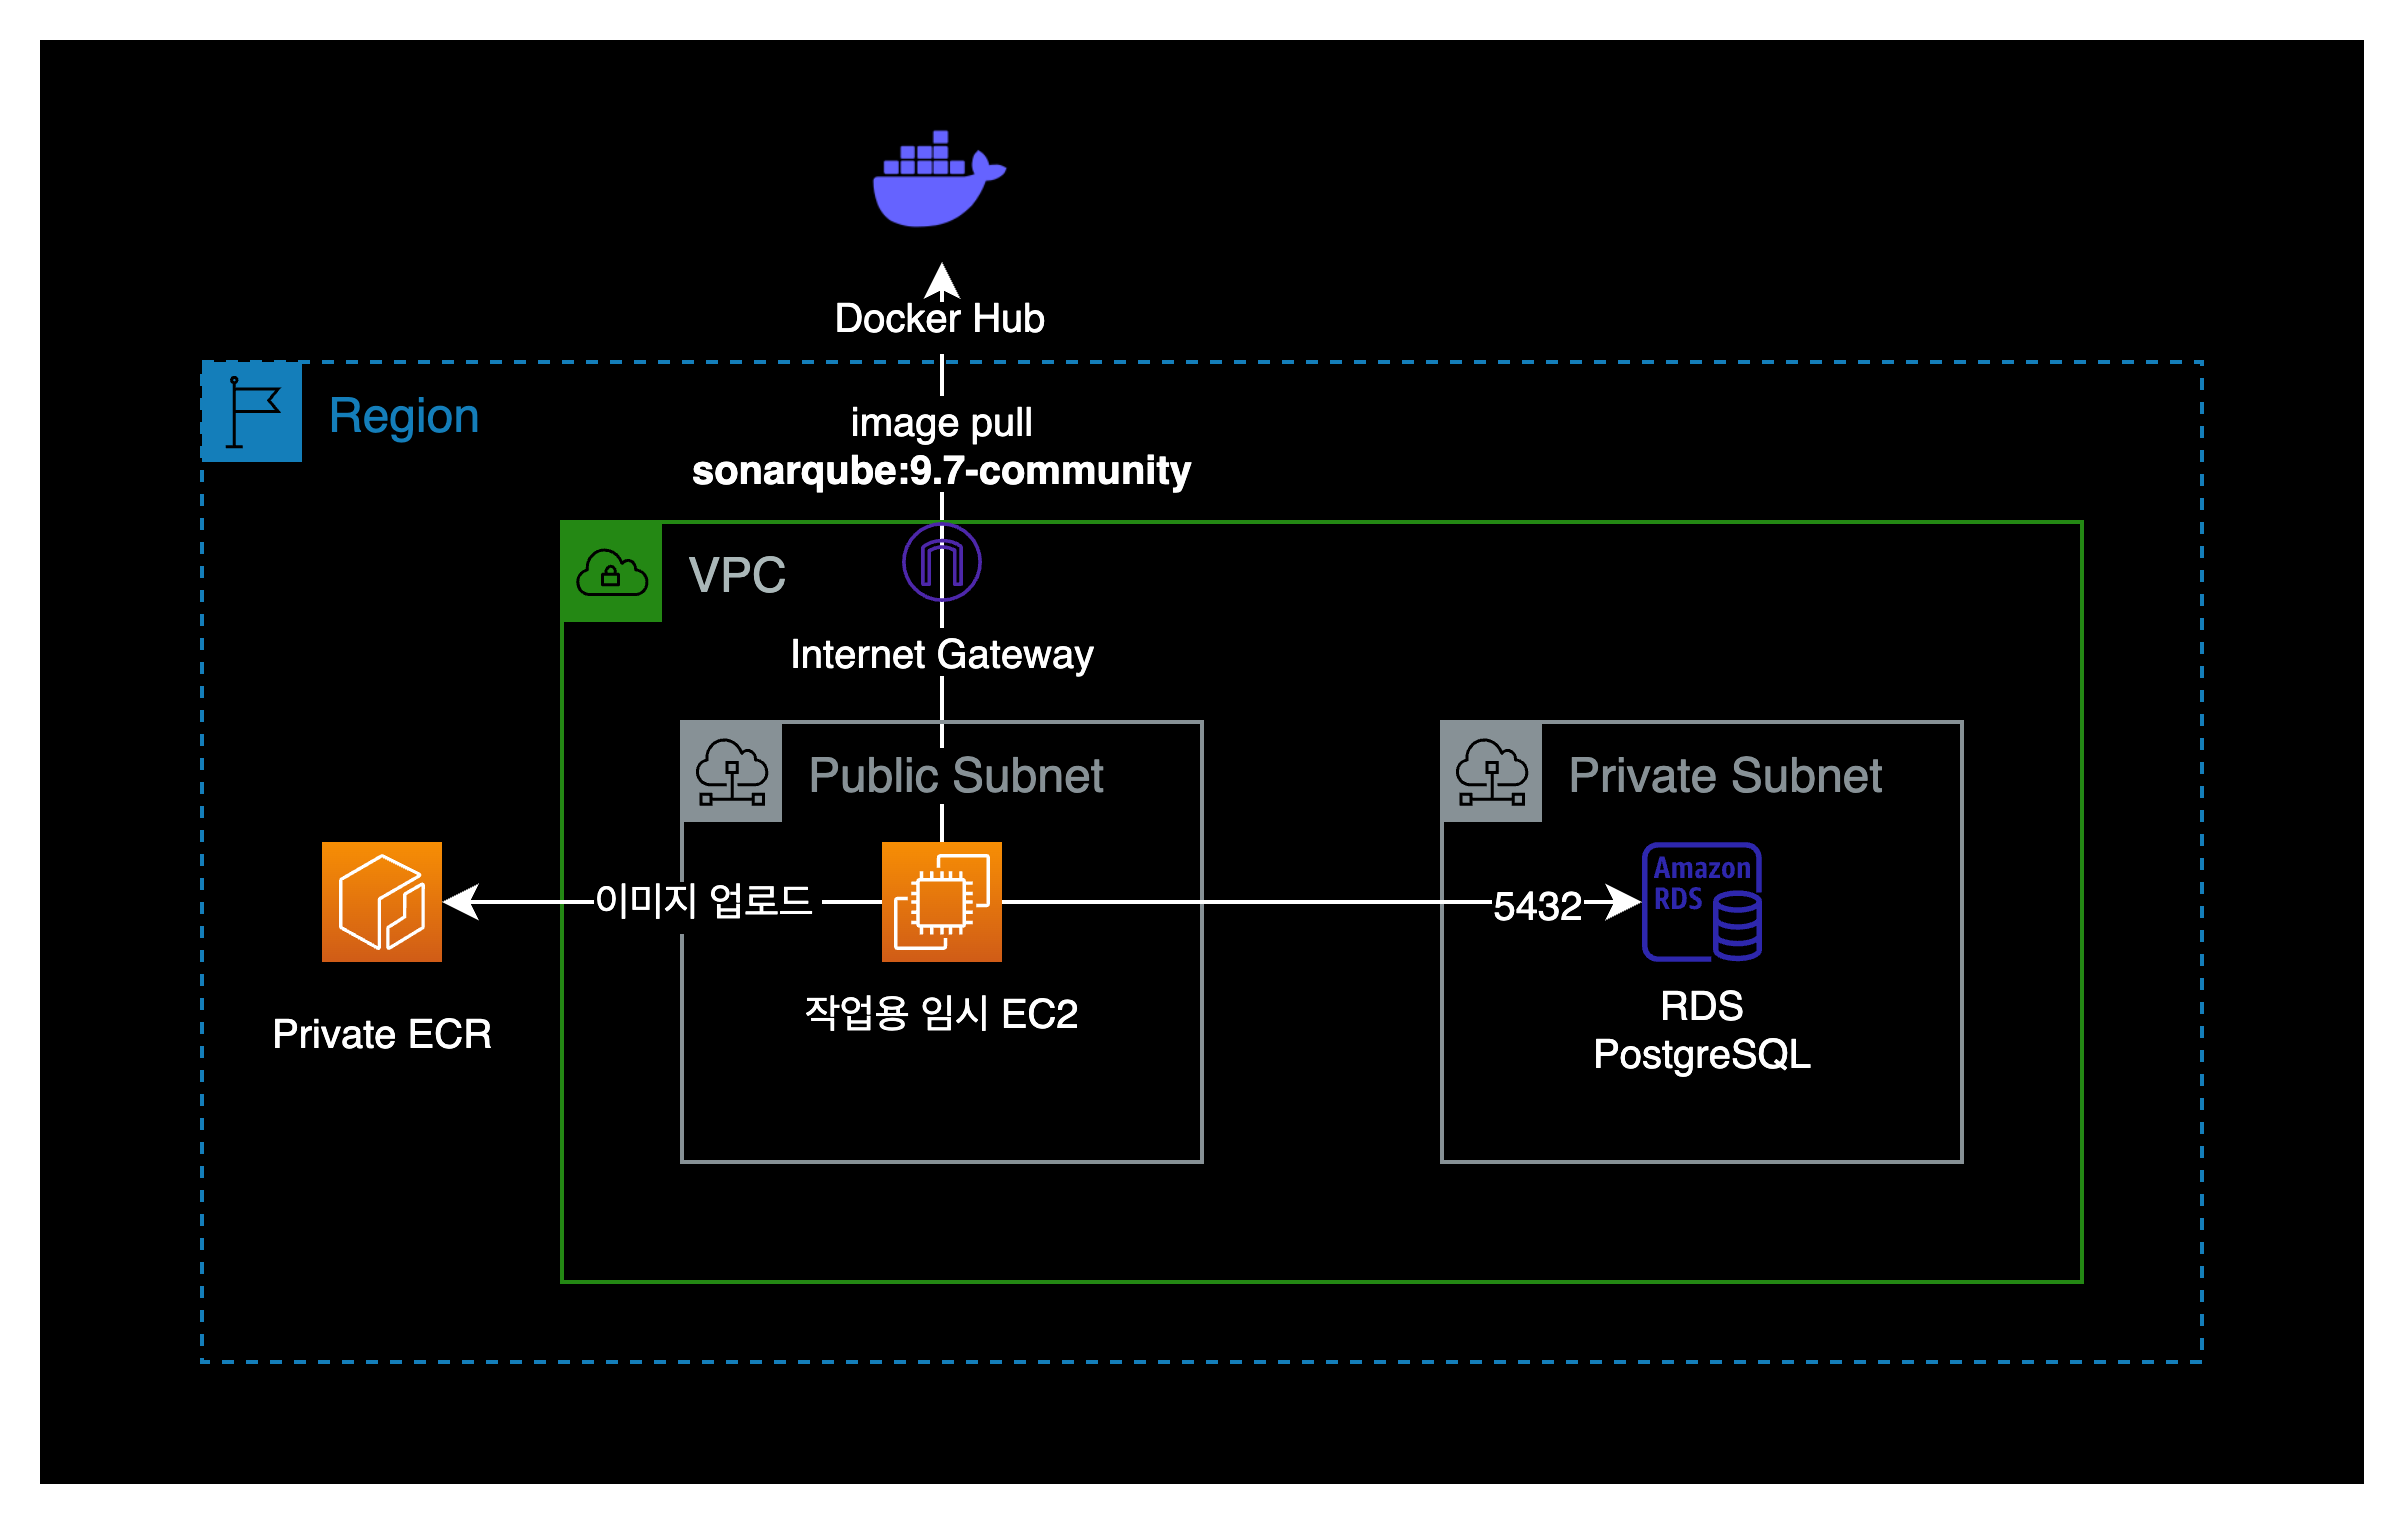 Docker Hub
Region
image pull
sonarqube:9.7-community
VPC
Internet Gateway
Public Subnet
Private Subnet
Amazon
RDS
이미지 업로드
5432
작업용 임시 EC2
Private ECR
RDS
PostgreSQL